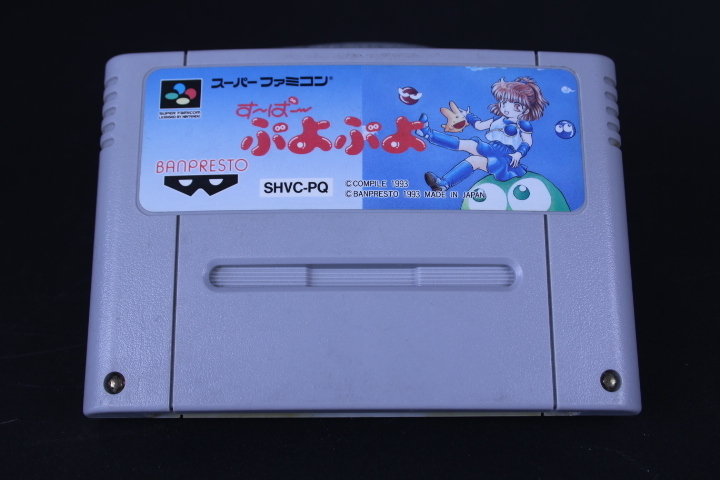 スーパーファミコン®
SUPER FAMICOM
LICENSED BY NINTENDO
す〜ぱ〜
ぷよぷよ
BANPRESTO
SHVC-PQ
© COMPILE 1993
© BANPRESTO 1993 MADE IN JAPAN